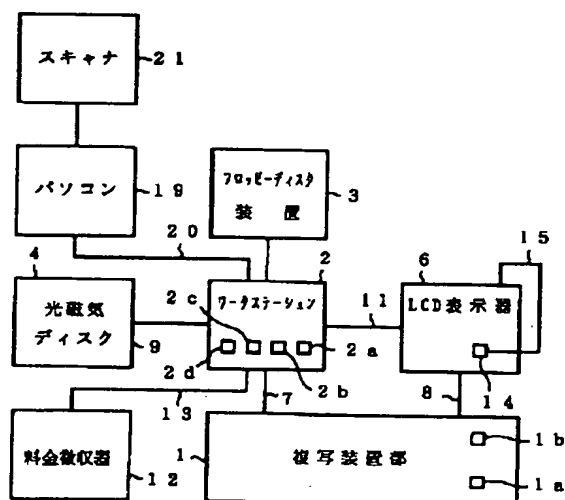 スキャナ
21
パソコン
19
フロッピーディスタ
装置
3
20
2
15
4
6
光磁気
ディスク
9
ワータステーション
2c
2d
2b
2a
11
LCD表示器
14
13
7
8
料金徴収器
12
1
複写装置部
1b
1a